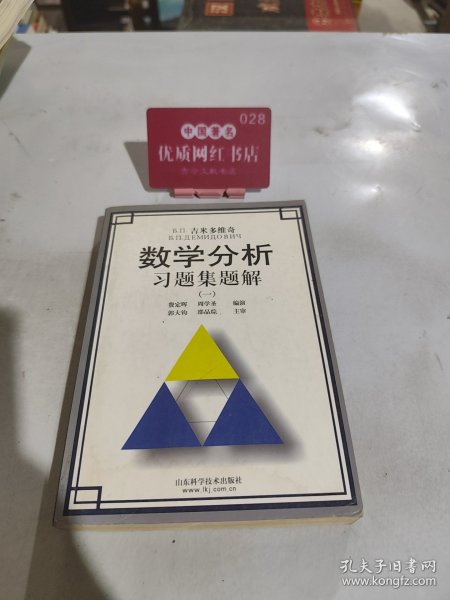 028
中国著名
优质网红书店
Б.П. 吉米多维奇
Б.П.ДЕМИДОВИЧ
数学分析
习题集题解
(一)
费定晖 周学圣 编演
郭大钧 邵品琮 主审
山东科学技术出版社
www.lkj.com.cn
孔夫子旧书网
www.kongfz.com